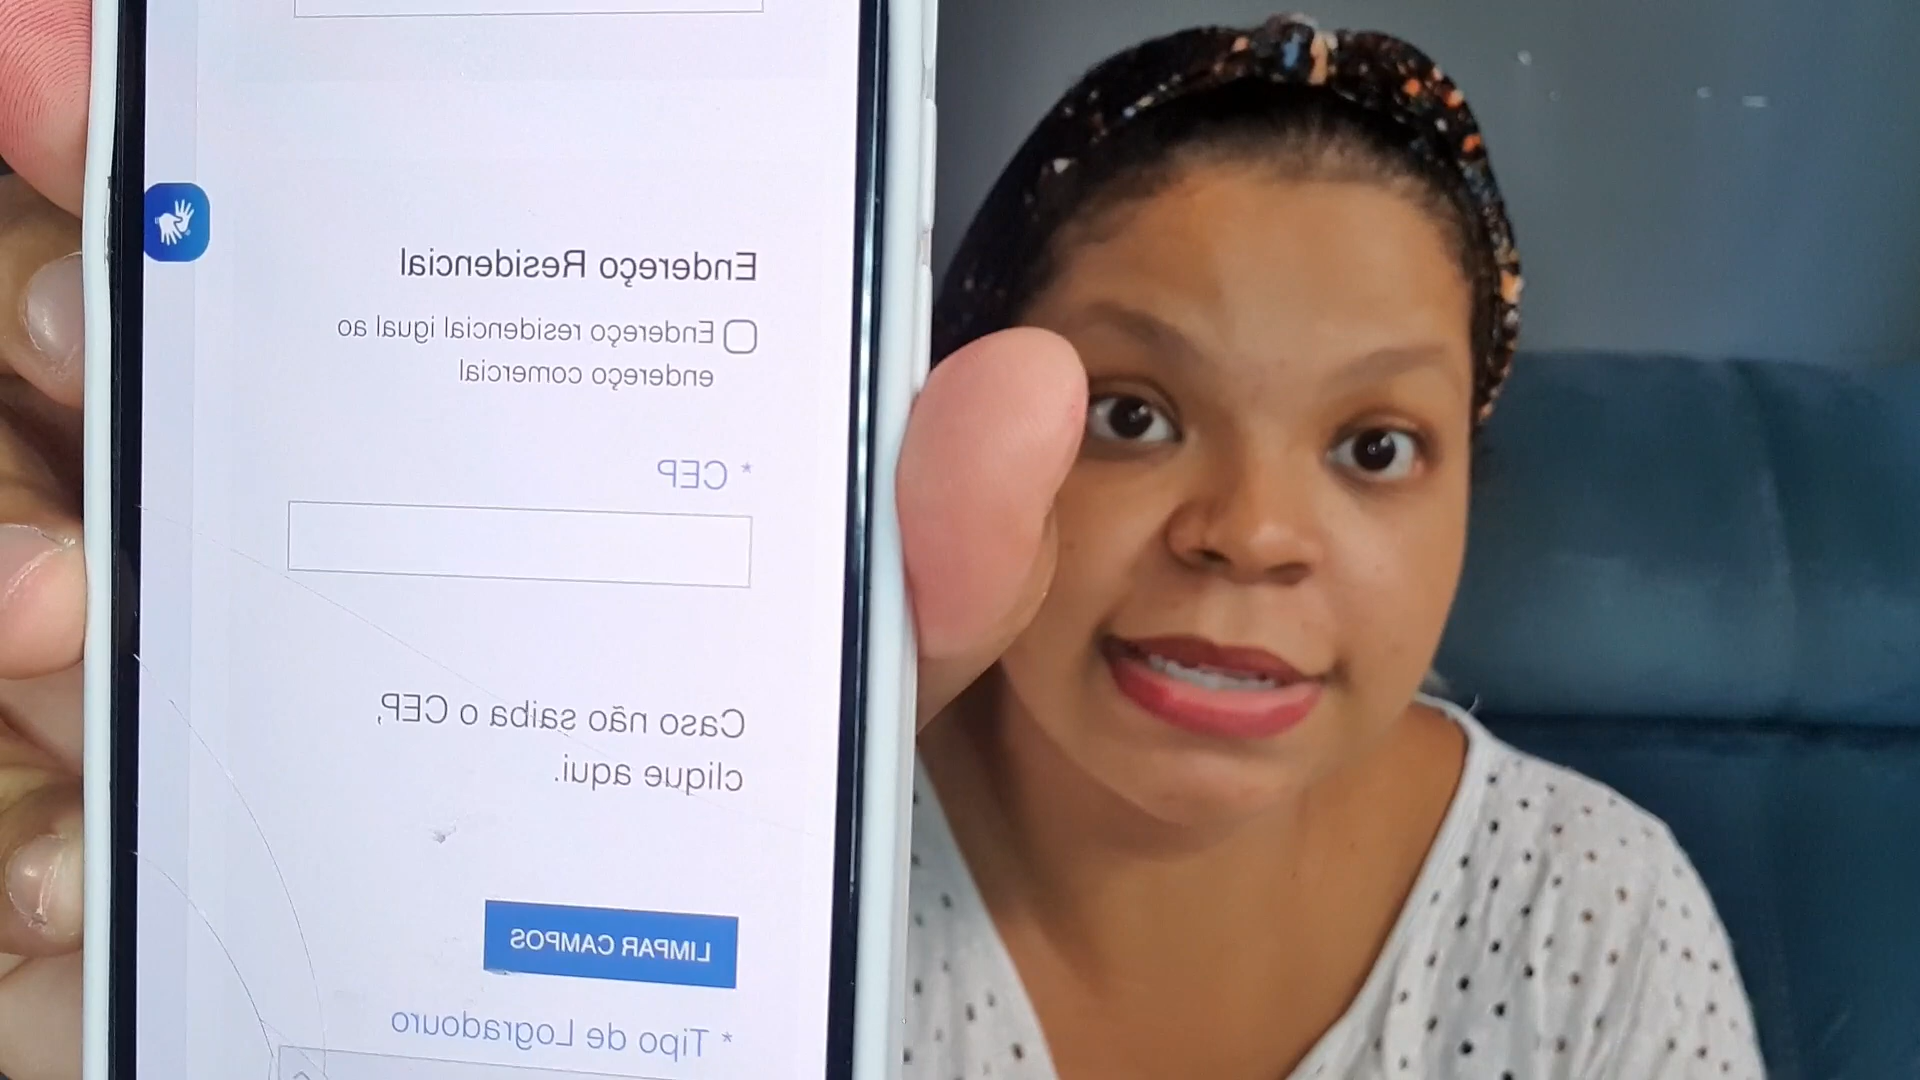 Endereço Residencial
Endereço residencial igual ao
endereço comercial
* CEP
Caso não saiba o CEP,
clique aqui.
LIMPAR CAMPOS
* Tipo de Logradouro